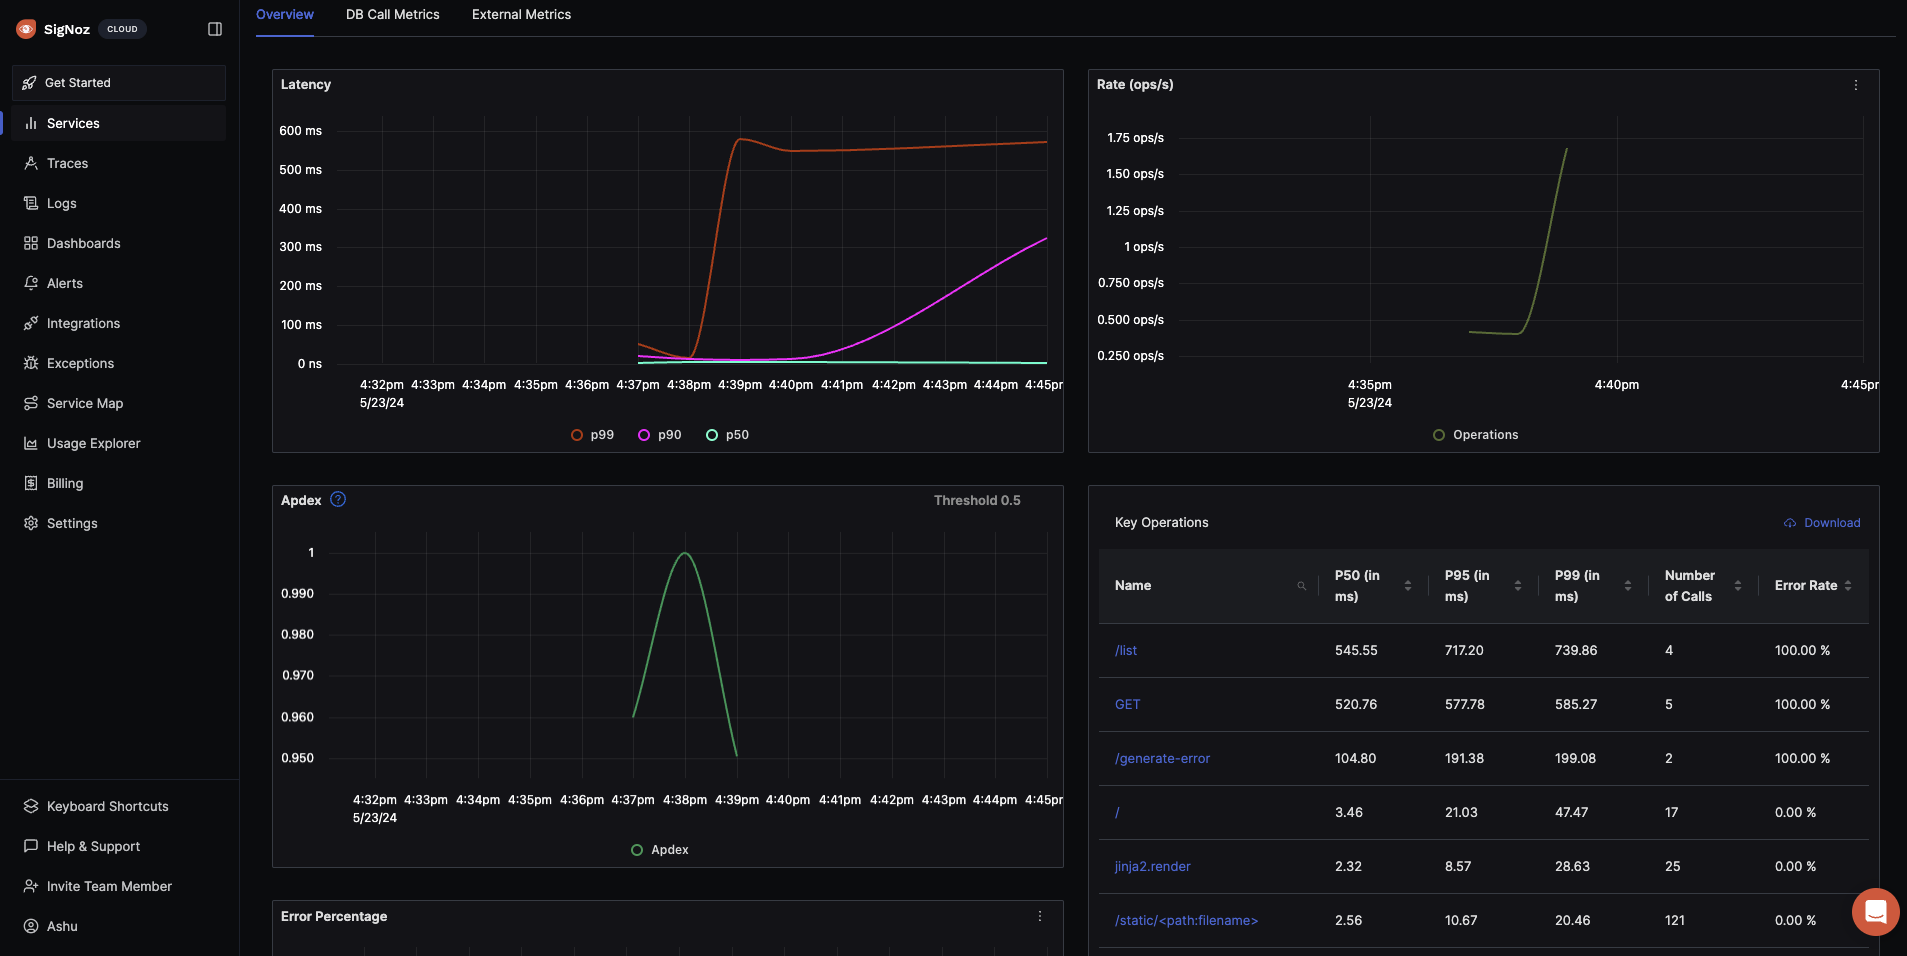 SigNoz CLOUD
Get Started
Services
Traces
Logs
Dashboards
Alerts
Integrations
Exceptions
Service Map
Usage Explorer
Billing
Settings
Keyboard Shortcuts
Help & Support
Invite Team Member
Ashu
Overview DB Call Metrics External Metrics
Latency
600 ms
500 ms
400 ms
300 ms
200 ms
100 ms
0 ns
4:32pm 4:33pm 4:34pm 4:35pm 4:36pm 4:37pm 4:38pm 4:39pm 4:40pm 4:41pm 4:42pm 4:43pm 4:44pm 4:45pm
5/23/24
p99 p90 p50
Rate (ops/s)
1.75 ops/s
1.50 ops/s
1.25 ops/s
1 ops/s
0.750 ops/s
0.500 ops/s
0.250 ops/s
4:35pm 4:40pm 4:45pm
5/23/24
Operations
Apdex ? Threshold 0.5
1
0.990
0.980
0.970
0.960
0.950
4:32pm 4:33pm 4:34pm 4:35pm 4:36pm 4:37pm 4:38pm 4:39pm 4:40pm 4:41pm 4:42pm 4:43pm 4:44pm 4:45pm
5/23/24
Apdex
Key Operations Download
Name P50 (in ms) P95 (in ms) P99 (in ms) Number of Calls Error Rate
/list 545.55 717.20 739.86 4 100.00 %
GET 520.76 577.78 585.27 5 100.00 %
/generate-error 104.80 191.38 199.08 2 100.00 %
/ 3.46 21.03 47.47 17 0.00 %
jinja2.render 2.32 8.57 28.63 25 0.00 %
/static/<path:filename> 2.56 10.67 20.46 121 0.00 %
Error Percentage